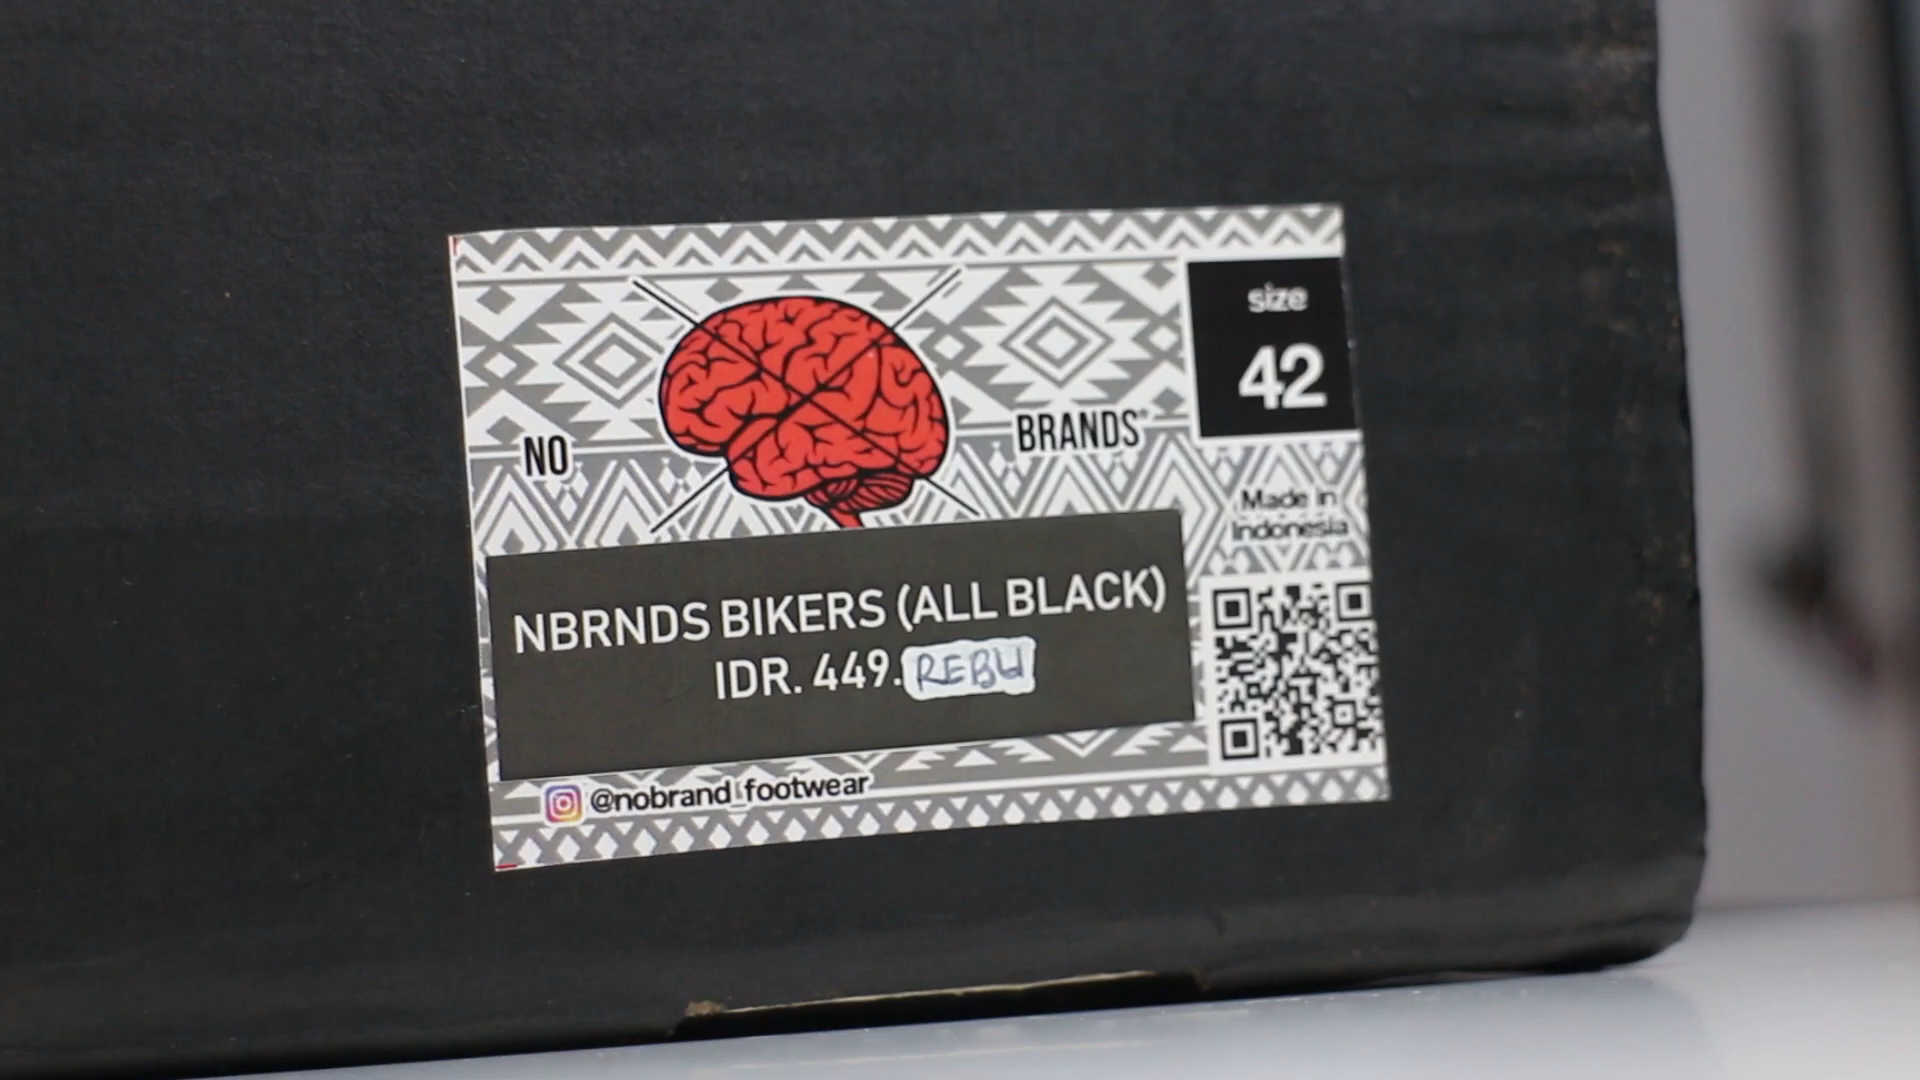 NO BRANDS®
size
42
Made in
Indonesia
NBRNDS BIKERS (ALL BLACK)
IDR. 449.REBU
@nobrand_footwear